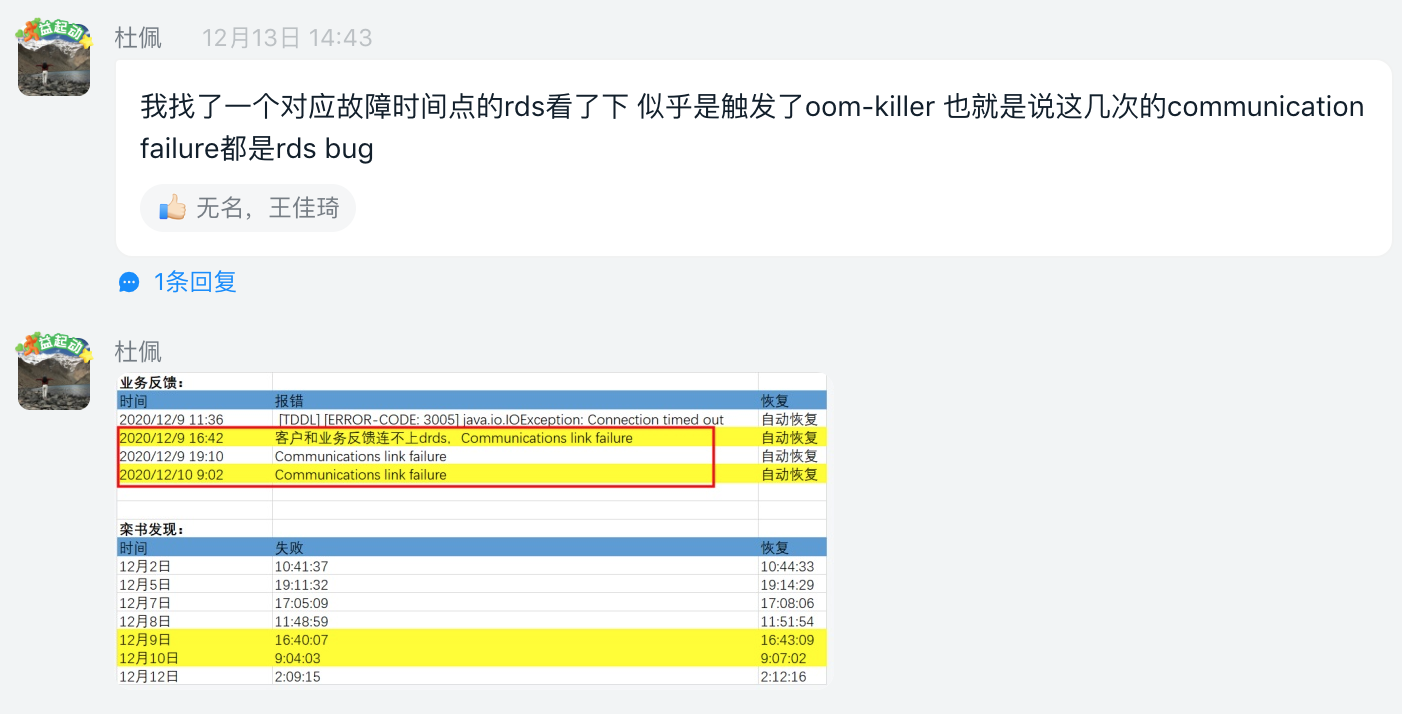 益起动
杜佩 12月13日 14:43
我找了一个对应故障时间点的rds看了下 似乎是触发了oom-killer 也就是说这几次的communication
failure都是rds bug
无名，王佳琦
1条回复
益起动
杜佩
业务反馈：
时间 报错 恢复
2020/12/9 11:36 [TDDL] [ERROR-CODE: 3005] java.io.IOException: Connection timed out 自动恢复
2020/12/9 16:42 客户和业务反馈连不上drds，Communications link failure 自动恢复
2020/12/9 19:10 Communications link failure 自动恢复
2020/12/10 9:02 Communications link failure 自动恢复
栾书发现：
时间 失败 恢复
12月2日 10:41:37 10:44:33
12月5日 19:11:32 19:14:29
12月7日 17:05:09 17:08:06
12月8日 11:48:59 11:51:54
12月9日 16:40:07 16:43:09
12月10日 9:04:03 9:07:02
12月12日 2:09:15 2:12:16